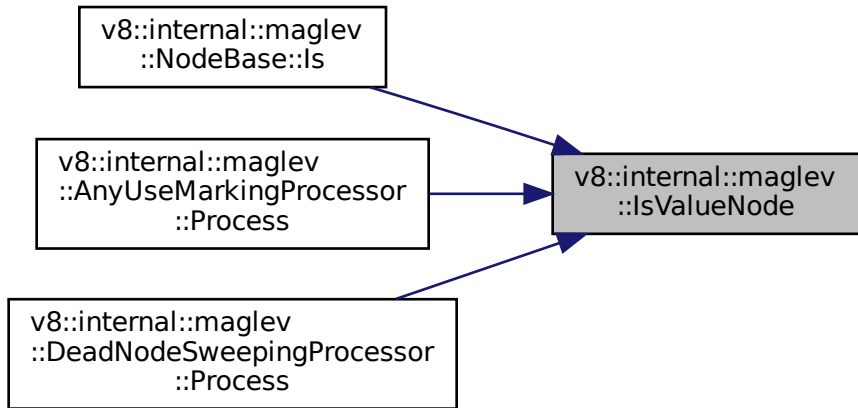 v8::internal::maglev
::NodeBase::Is
v8::internal::maglev
::AnyUseMarkingProcessor
::Process
v8::internal::maglev
::IsValueNode
v8::internal::maglev
::DeadNodeSweepingProcessor
::Process